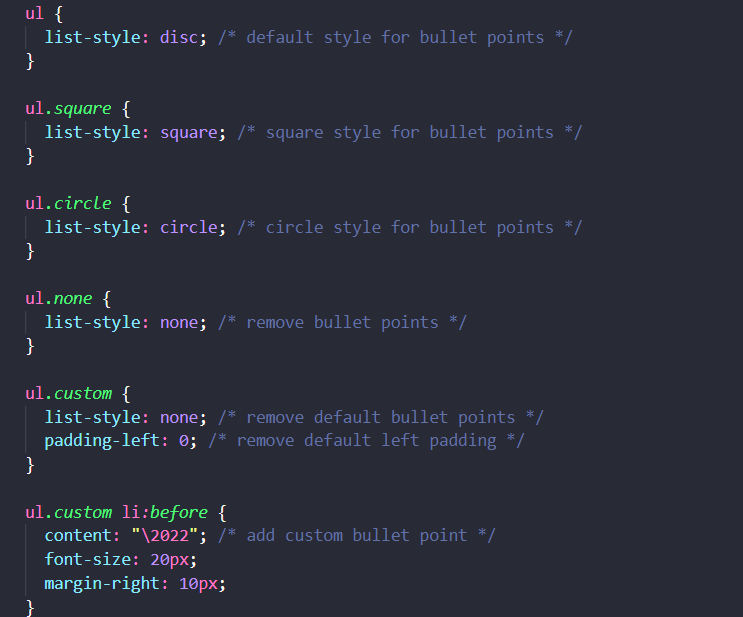 ul {
  list-style: disc; /* default style for bullet points */
}

ul.square {
  list-style: square; /* square style for bullet points */
}

ul.circle {
  list-style: circle; /* circle style for bullet points */
}

ul.none {
  list-style: none; /* remove bullet points */
}

ul.custom {
  list-style: none; /* remove default bullet points */
  padding-left: 0; /* remove default left padding */
}

ul.custom li:before {
  content: "\2022"; /* add custom bullet point */
  font-size: 20px;
  margin-right: 10px;
}